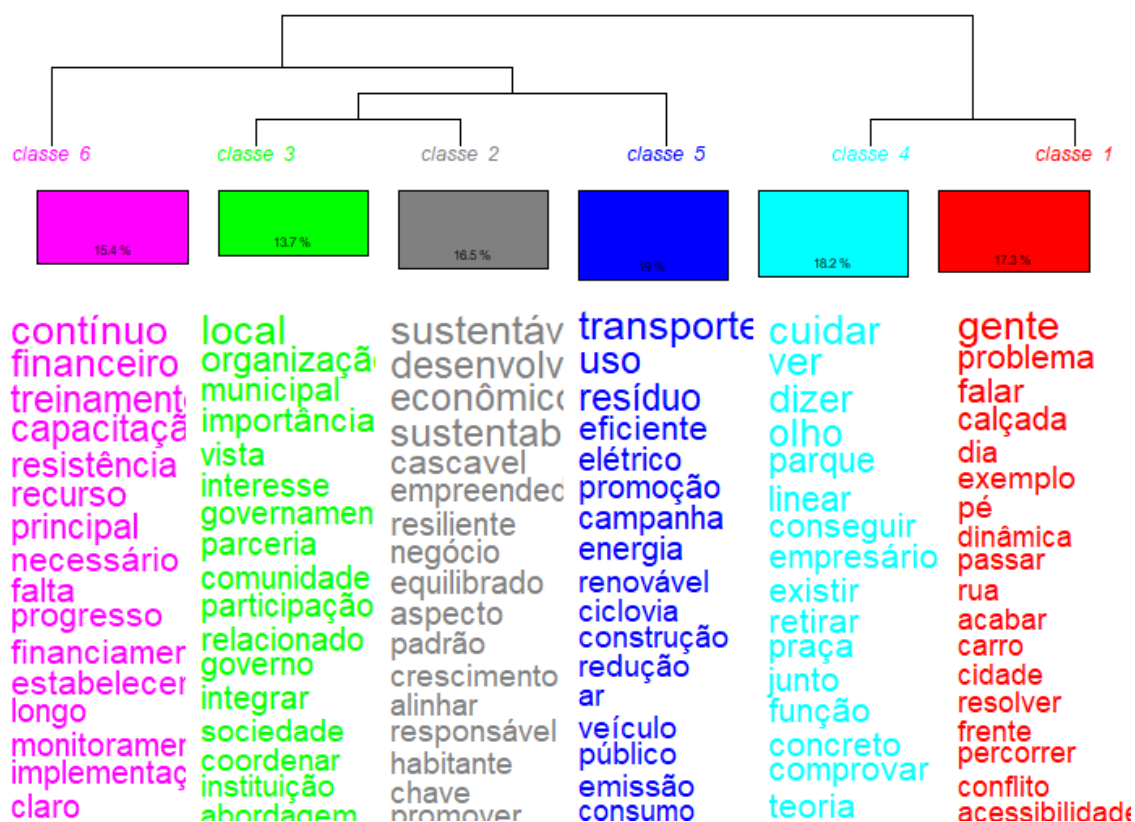 classe 6
classe 3
classe 2
classe 5
classe 4
classe 1
15.4 %
13.7 %
16.5 %
19 %
18.2 %
17.3 %
contínuo
financeiro
treinament
capacitaçã
resistência
recurso
principal
necessário
falta
progresso
financiamer
estabelecer
longo
monitoramer
implementaç
claro
local
organizaçã
municipal
importância
vista
interesse
governamen
parceria
comunidade
participação
relacionado
governo
integrar
sociedade
coordenar
instituição
abordagem
sustentáv
desenvolv
econômico
sustentab
cascavel
empreended
resiliente
negócio
equilibrado
aspecto
padrão
crescimento
alinhar
responsável
habitante
chave
promover
transporte
uso
resíduo
eficiente
elétrico
promoção
campanha
energia
renovável
ciclovia
construção
redução
ar
veículo
público
emissão
consumo
cuidar
ver
dizer
olho
parque
linear
conseguir
empresário
existir
retirar
praça
junto
função
concreto
comprovar
teoria
gente
problema
falar
calçada
dia
exemplo
pé
dinâmica
passar
rua
acabar
carro
cidade
resolver
frente
percorrer
conflito
acessibilidade